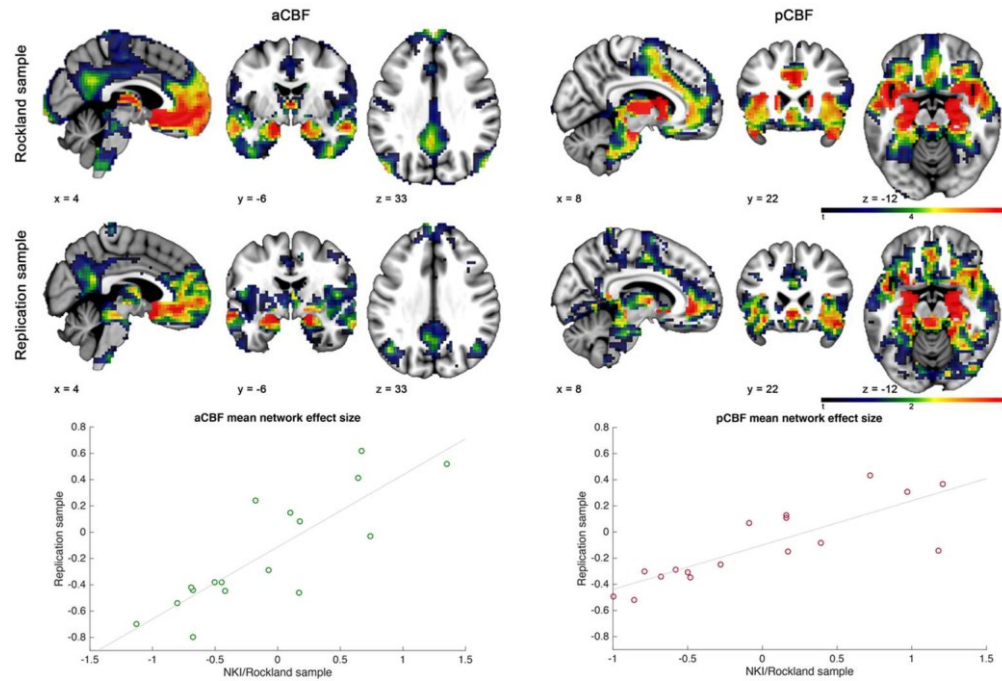 aCBF
pCBF
Rockland sample
x = 4
y = -6
z = 33
x = 8
y = 22
z = -12
t
4
Replication sample
x = 4
y = -6
z = 33
x = 8
y = 22
z = -12
t
2
aCBF mean network effect size
0.8
0.6
0.4
0.2
0
-0.2
-0.4
-0.6
-0.8
Replication sample
-1.5
-1
-0.5
0
0.5
1
1.5
NKI/Rockland sample
pCBF mean network effect size
0.8
0.6
0.4
0.2
0
-0.2
-0.4
-0.6
-0.8
Replication sample
-1
-0.5
0
0.5
1
1.5
NKI/Rockland sample